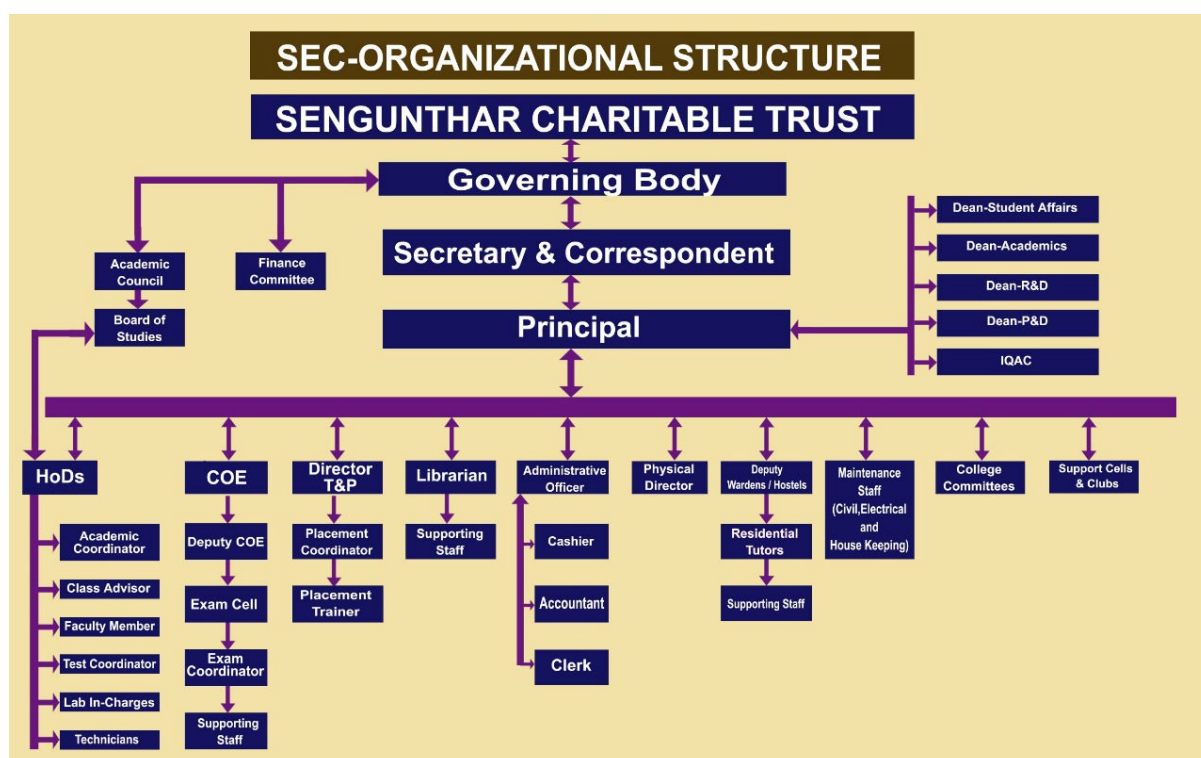 SEC-ORGANIZATIONAL STRUCTURE
SENGUNTHAR CHARITABLE TRUST
Governing Body
Secretary & Correspondent
Principal
Academic
Council
Finance
Committee
Board of
Studies
Dean-Student Affairs
Dean-Academics
Dean-R&D
Dean-P&D
IQAC
HoDs
Academic
Coordinator
Class Advisor
Faculty Member
Test Coordinator
Lab In-Charges
Technicians
COE
Deputy COE
Exam Cell
Exam
Coordinator
Supporting
Staff
Director
T&P
Placement
Coordinator
Placement
Trainer
Librarian
Supporting
Staff
Administrative
Officer
Cashier
Accountant
Clerk
Physical
Director
Deputy
Wardens / Hostels
Residential
Tutors
Supporting Staff
Maintenance
Staff
(Civil,Electrical
and
House Keeping)
College
Committees
Support Cells
& Clubs